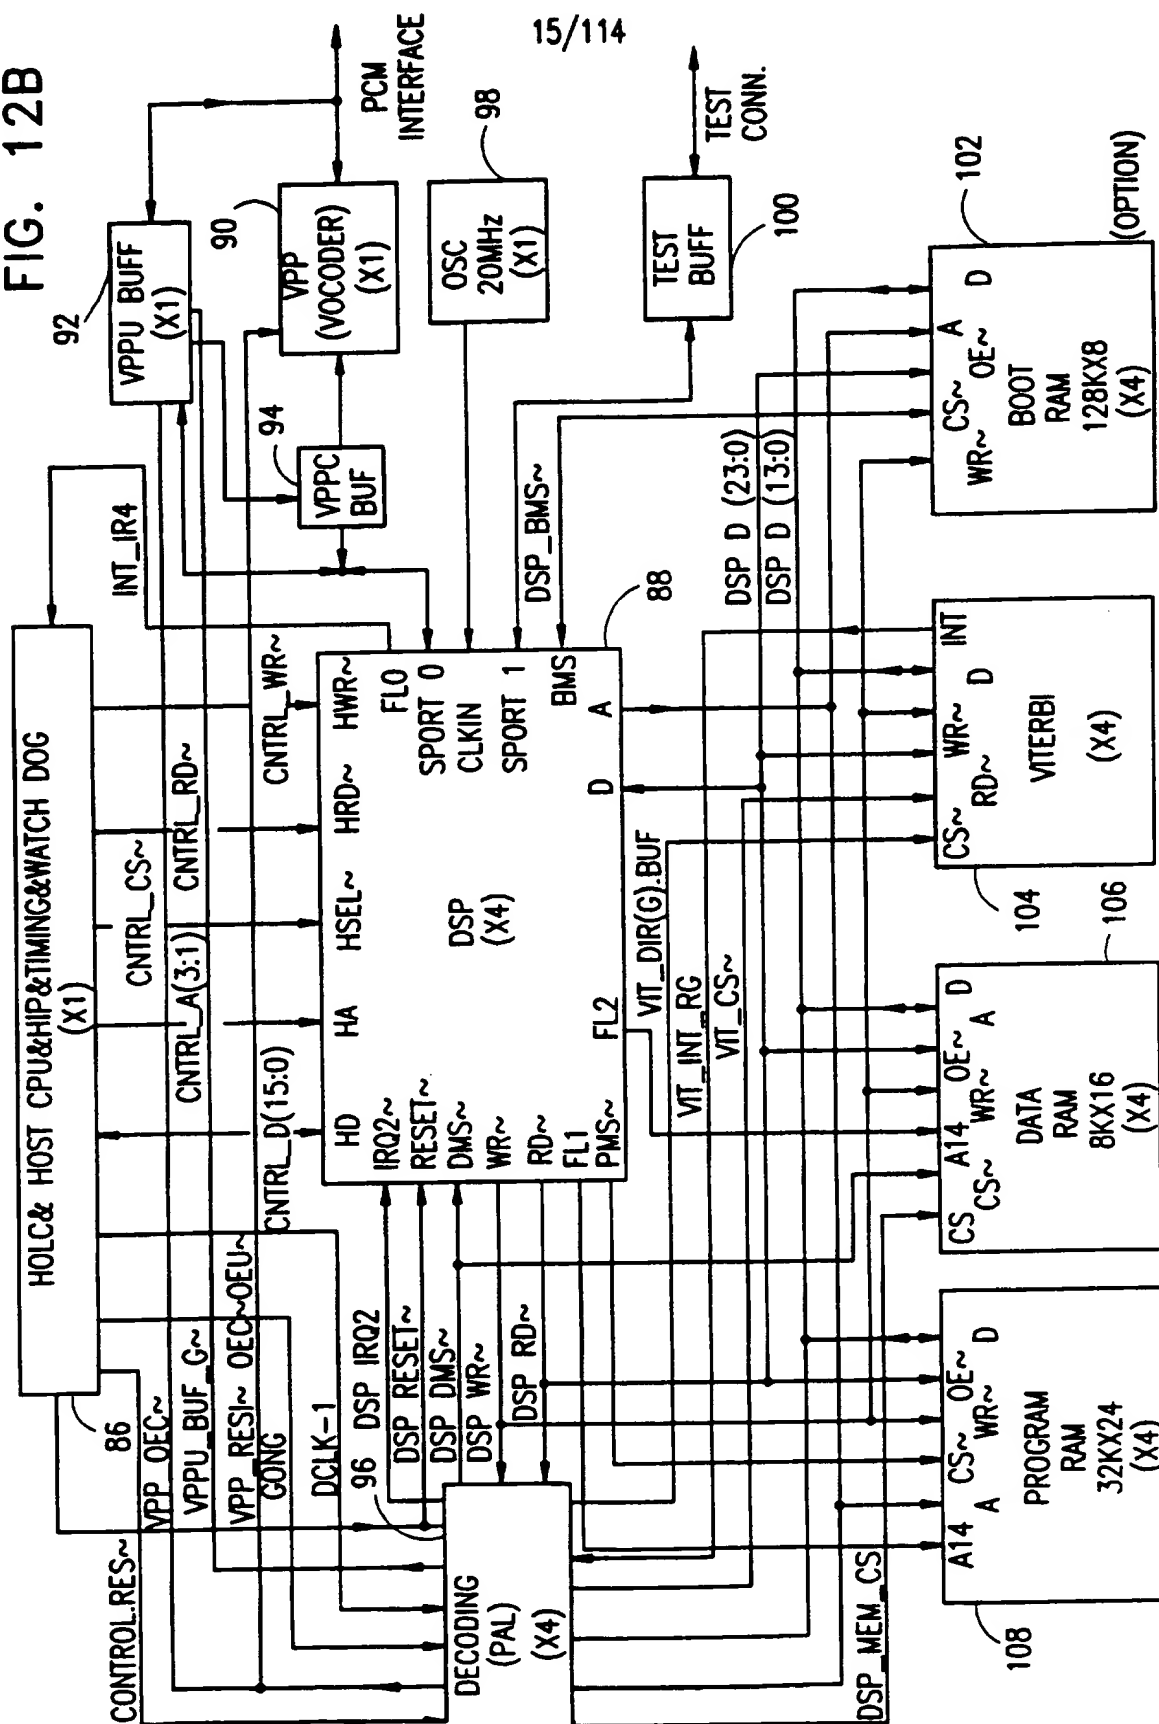 FIG. 12B
15/114
HOLC& HOST CPU&HIP&TIMING&WATCH DOG
(X1)
86
92
VPPU BUFF
(X1)
90
VPP
(VOCODER)
(X1)
PCM
INTERFACE
94
VPPC
BUF
98
OSC
20MHz
(X1)
TEST
BUFF
100
TEST
CONN.
INT_IR4
CNTRL_WR~
CNTRL_RD~
CNTRL_CS~
CNTRL_A(3:1)
CNTRL_D(15:0)
CONTROL.RES~
VPP_OEC~
VPPU_BUF_G~
VPP_RESI~ OEC~OEU~
GONG
DCLK-1
96
DSP IRQ2
DSP RESET~
DSP DMS~
DSP WR~
DSP RD~
DECODING
(PAL)
(X4)
HD
HA
HSEL~
HRD~
HWR~
IRQ2~
RESET~
DMS~
WR~
RD~
FL1
PMS~
DSP
(X4)
FL0
SPORT 0
CLKIN
SPORT 1
BMS
A
D
FL2
88
DSP_BMS~
DSP D (23:0)
DSP D (13:0)
VIT_DIR(G).BUF
VIT_INT_RG
VIT_CS~
DSP_MEM_CS
108
A14
A
CS~
WR~
OE~
D
PROGRAM
RAM
32KX24
(X4)
106
CS
CS~
A14
WR~
OE~
A
D
DATA
RAM
8KX16
(X4)
104
CS~
RD~
WR~
D
INT
VITERBI
(X4)
102
WR~
CS~
OE~
A
D
BOOT
RAM
128KX8
(X4)
(OPTION)